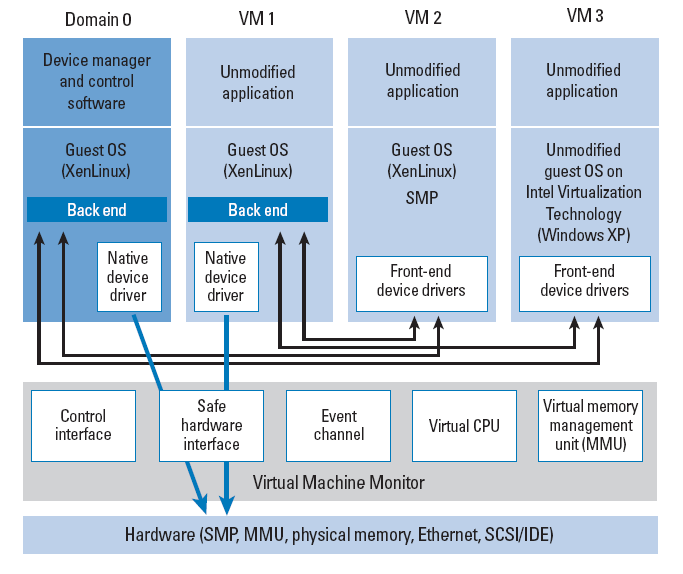 Domain 0
VM 1
VM 2
VM 3
Device manager
and control
software
Unmodified
application
Unmodified
application
Unmodified
application
Guest OS
(XenLinux)
Back end
Native
device
driver
Guest OS
(XenLinux)
Back end
Native
device
driver
Guest OS
(XenLinux)
SMP
Front-end
device drivers
Unmodified
guest OS on
Intel Virtualization
Technology
(Windows XP)
Front-end
device drivers
Control
interface
Safe
hardware
interface
Event
channel
Virtual CPU
Virtual memory
management
unit (MMU)
Virtual Machine Monitor
Hardware (SMP, MMU, physical memory, Ethernet, SCSI/IDE)